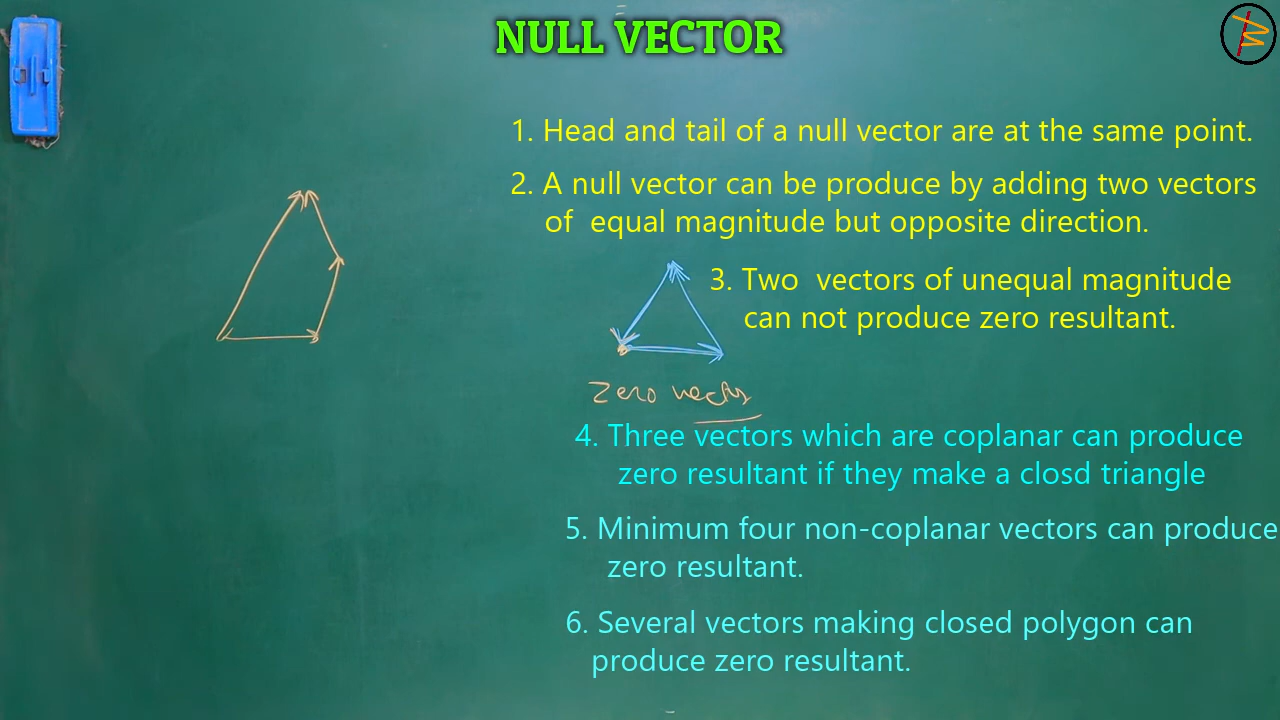 NULL VECTOR
1. Head and tail of a null vector are at the same point.
2. A null vector can be produce by adding two vectors
of equal magnitude but opposite direction.
3. Two vectors of unequal magnitude
can not produce zero resultant.
Zero vector
4. Three vectors which are coplanar can produce
zero resultant if they make a closd triangle
5. Minimum four non-coplanar vectors can produce
zero resultant.
6. Several vectors making closed polygon can
produce zero resultant.